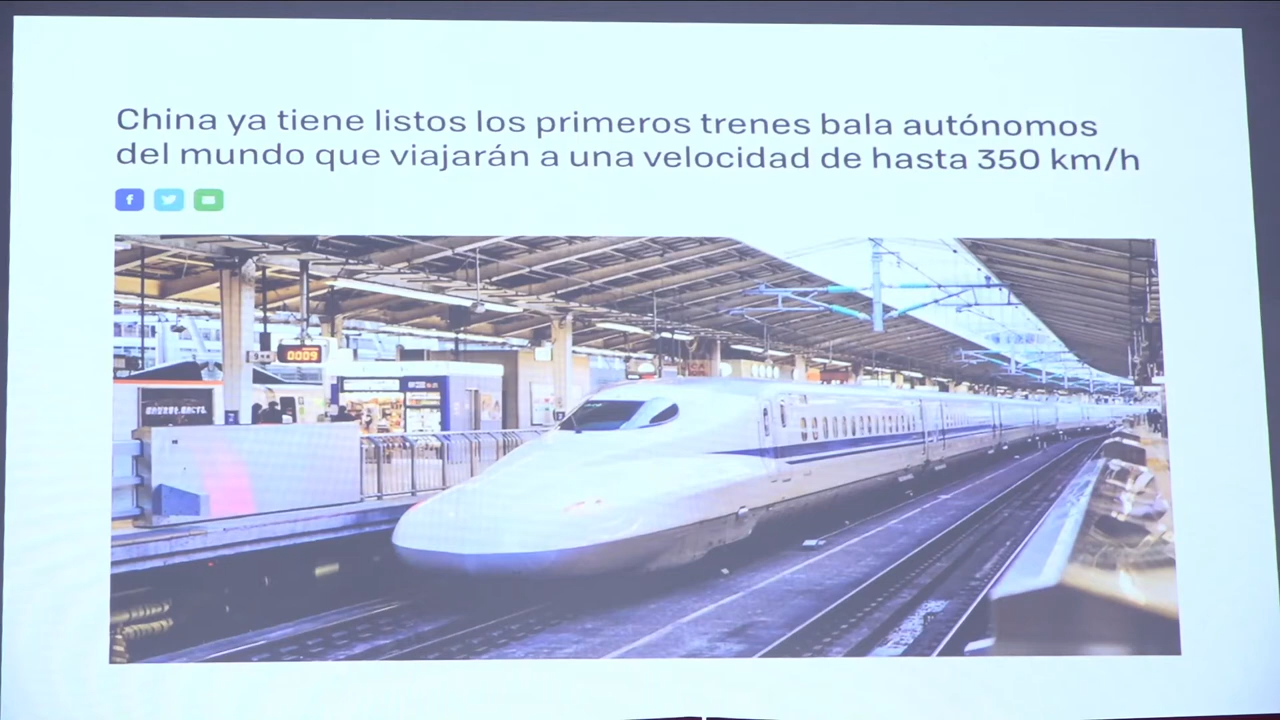 China ya tiene listos los primeros trenes bala autónomos
del mundo que viajarán a una velocidad de hasta 350 km/h
f
0009